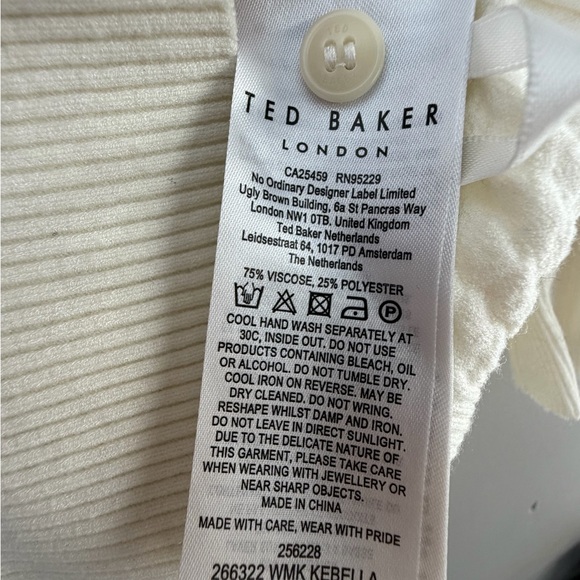 TED BAKER
LONDON
CA25459 RN95229
No Ordinary Designer Label Limited
Ugly Brown Building, 6a St Pancras Way
London NW1 0TB. United Kingdom
Ted Baker Netherlands
Leidsestraat 64, 1017 PD Amsterdam
The Netherlands
75% VISCOSE, 25% POLYESTER
COOL HAND WASH SEPARATELY AT
30C, INSIDE OUT. DO NOT USE
PRODUCTS CONTAINING BLEACH, OIL
OR ALCOHOL. DO NOT TUMBLE DRY.
COOL IRON ON REVERSE. MAY BE
DRY CLEANED. DO NOT WRING.
RESHAPE WHILST DAMP AND IRON.
DO NOT LEAVE IN DIRECT SUNLIGHT.
DUE TO THE DELICATE NATURE OF
THIS GARMENT, PLEASE TAKE CARE
WHEN WEARING WITH JEWELLERY OR
NEAR SHARP OBJECTS.
MADE IN CHINA
MADE WITH CARE, WEAR WITH PRIDE
256228
266322 WMK KEBELLA